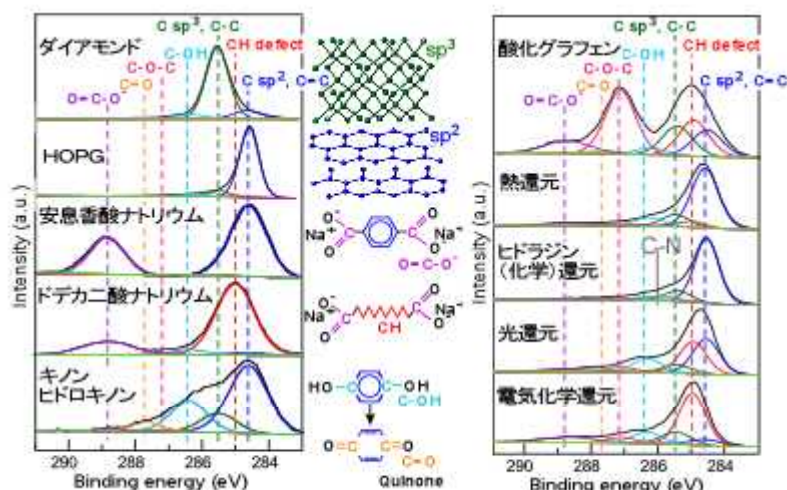 C sp³, C-C
ダイアモンド
C-OH
CH defect
C-O-C
C=O
C sp², C=C
O=C-O⁻
HOPG
安息香酸ナトリウム
ドデカニ酸ナトリウム
キノン
ヒドロキノン
Intensity (a.u.)
290 288 286 284
Binding energy (eV)
sp³
sp²
O⁻ O
Na⁺ C C Na⁺
O O⁻
O=C-O⁻
O⁻ O
Na⁺ C C Na⁺
O CH O⁻
HO OH
C-OH
O=C C=O
C=O
Quinone
C sp³, C-C
酸化グラフェン
C-OH
CH defect
C-O-C
C=O
C sp², C=C
O=C-O⁻
熱還元
C-N
ヒドラジン
(化学)還元
光還元
電気化学還元
Intensity (a.u.)
290 288 286 284
Binding energy (eV)